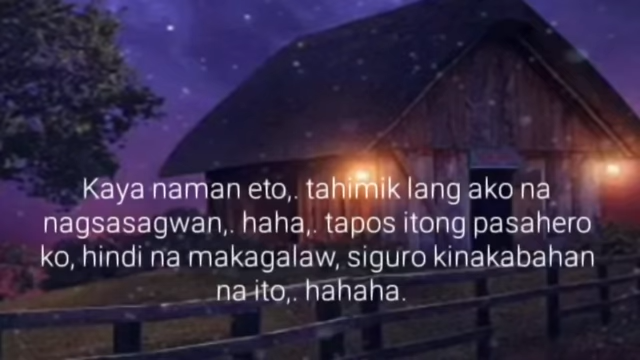 Kaya naman eto,. tahimik lang ako na
nagsasagwan,. haha,. tapos itong pasahero
ko, hindi na makagalaw, siguro kinakabahan
na ito,. hahaha.